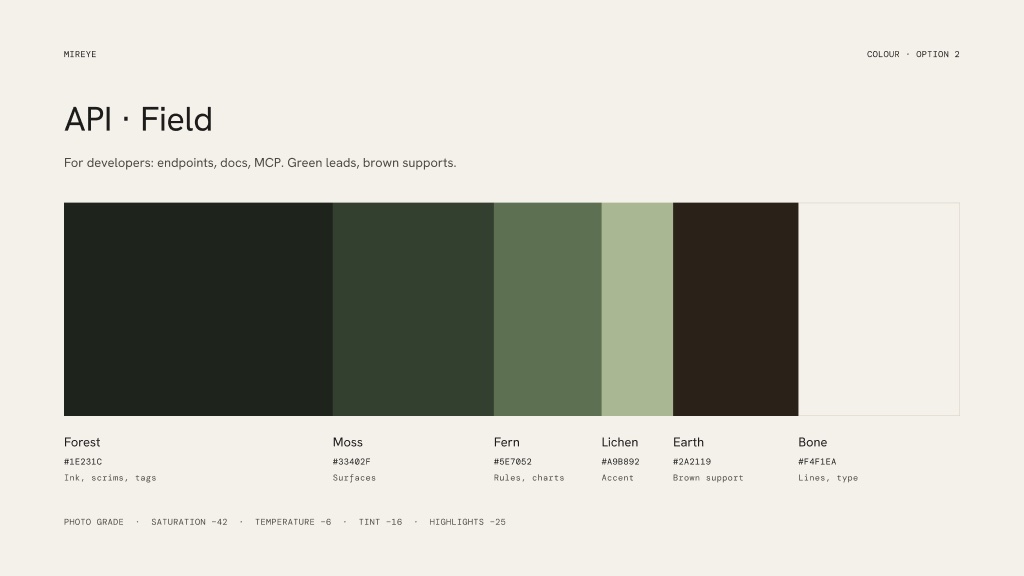 MIREYE
COLOUR · OPTION 2
API · Field
For developers: endpoints, docs, MCP. Green leads, brown supports.
Forest
#1E231C
Ink, scrims, tags
Moss
#33402F
Surfaces
Fern
#5E7052
Rules, charts
Lichen
#A9B892
Accent
Earth
#2A2119
Brown support
Bone
#F4F1EA
Lines, type
PHOTO GRADE · SATURATION −42 · TEMPERATURE −6 · TINT −16 · HIGHLIGHTS −25